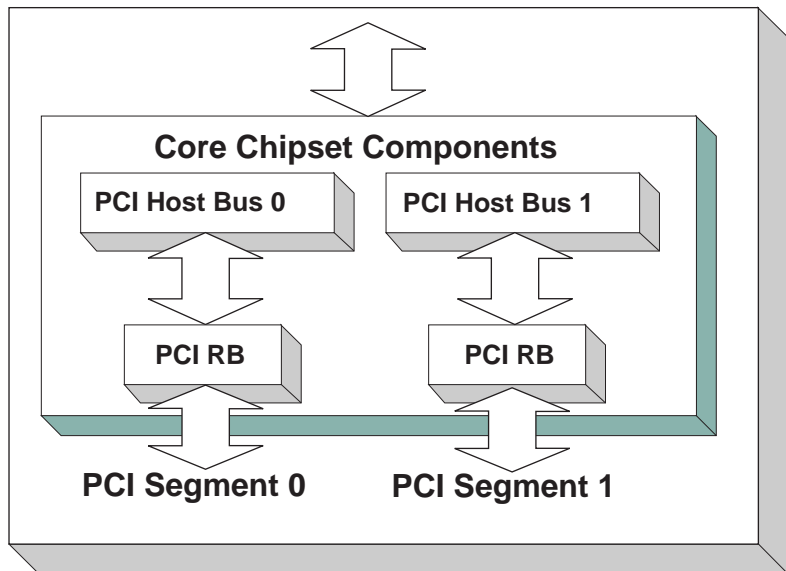 Core Chipset Components
PCI Host Bus 0
PCI Host Bus 1
PCI RB
PCI RB
PCI Segment 0
PCI Segment 1